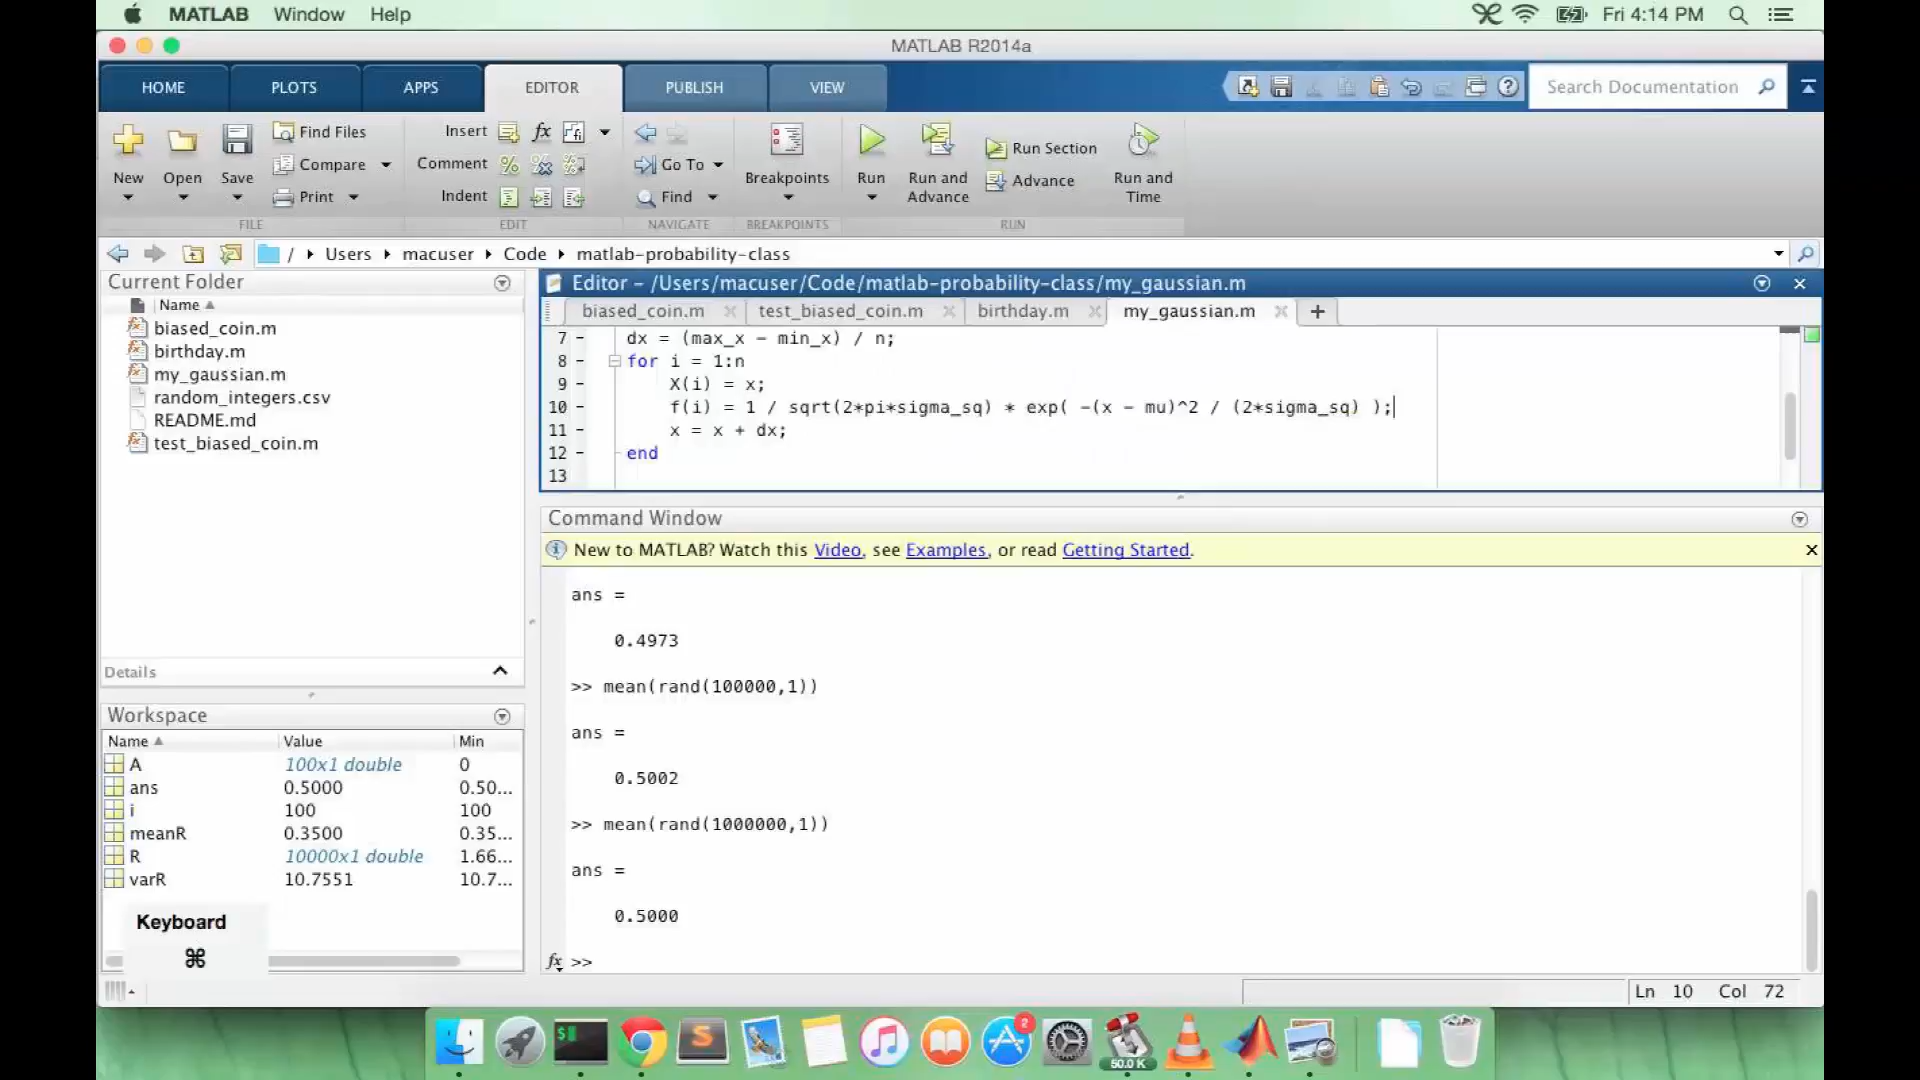 MATLAB Window Help Fri 4:14 PM
MATLAB R2014a
HOME PLOTS APPS EDITOR PUBLISH VIEW Search Documentation
New Open Save Find Files Compare Print Insert fx Comment Indent Go To Find Breakpoints Run Run and Advance Run Section Advance Run and Time
FILE EDIT NAVIGATE BREAKPOINTS RUN
/ Users macuser Code matlab-probability-class
Current Folder
Name
biased_coin.m
birthday.m
my_gaussian.m
random_integers.csv
README.md
test_biased_coin.m
Details
Workspace
Name Value Min
A 100x1 double 0
ans 0.5000 0.50...
i 100 100
meanR 0.3500 0.35...
R 10000x1 double 1.66...
varR 10.7551 10.7...
Keyboard
⌘
Editor – /Users/macuser/Code/matlab-probability-class/my_gaussian.m
biased_coin.m test_biased_coin.m birthday.m my_gaussian.m +
7 – dx = (max_x – min_x) / n;
8 – for i = 1:n
9 – X(i) = x;
10 – f(i) = 1 / sqrt(2*pi*sigma_sq) * exp( -(x – mu)^2 / (2*sigma_sq) );
11 – x = x + dx;
12 – end
13
Command Window
New to MATLAB? Watch this Video, see Examples, or read Getting Started.
ans =
0.4973
>> mean(rand(100000,1))
ans =
0.5002
>> mean(rand(1000000,1))
ans =
0.5000
fx >>
Ln 10 Col 72
$
S
2
50.0 K